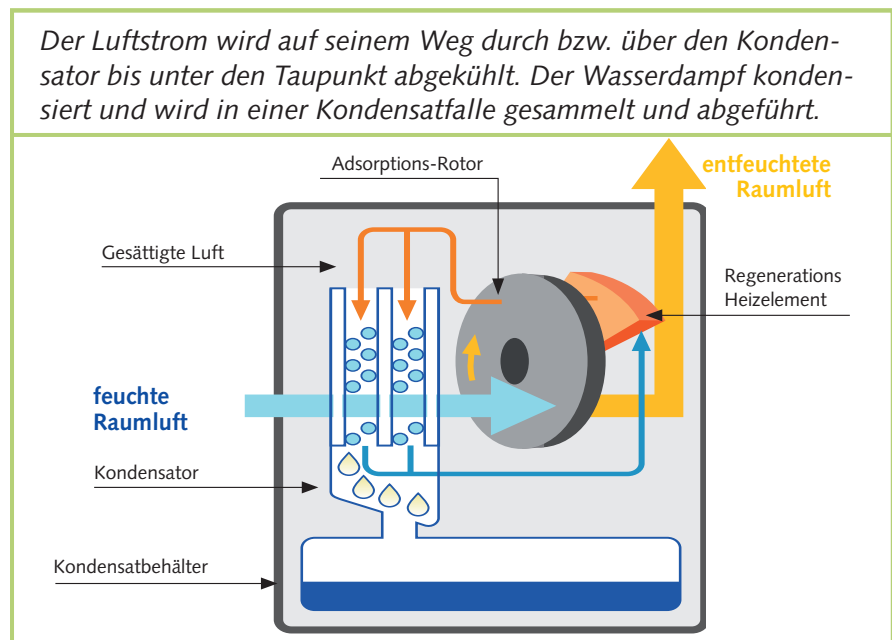 Der Luftstrom wird auf seinem Weg durch bzw. über den Konden-
sator bis unter den Taupunkt abgekühlt. Der Wasserdampf konden-
siert und wird in einer Kondensatfalle gesammelt und abgeführt.
Adsorptions-Rotor
entfeuchtete
Raumluft
Gesättigte Luft
Regenerations
Heizelement
feuchte
Raumluft
Kondensator
Kondensatbehälter